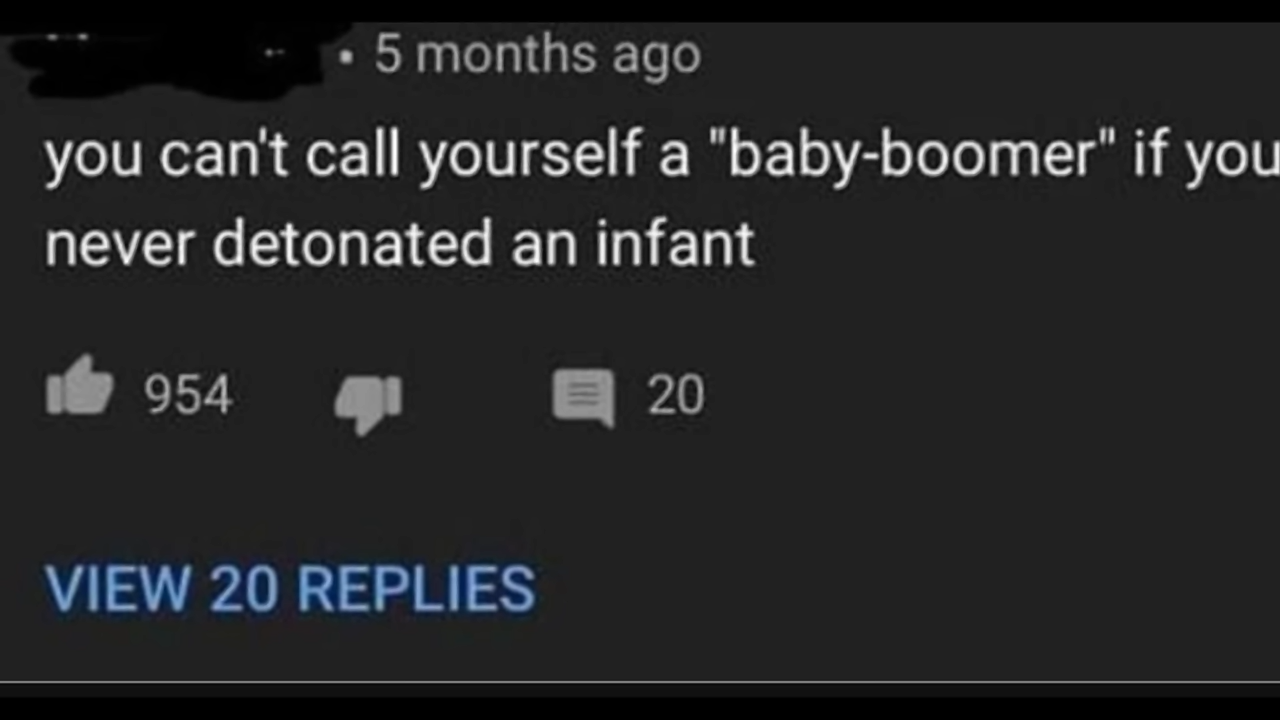 • 5 months ago
you can't call yourself a "baby-boomer" if you
never detonated an infant
954 20
VIEW 20 REPLIES